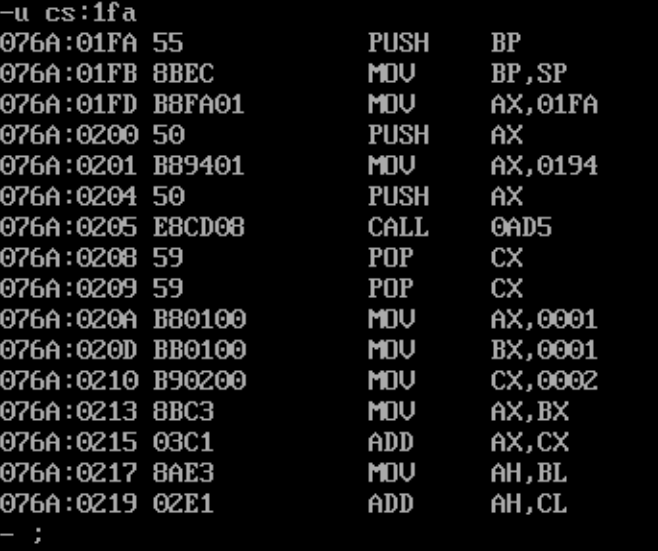 -u cs:1fa
076A:01FA 55 PUSH BP
076A:01FB 8BEC MOV BP,SP
076A:01FD B8FA01 MOV AX,01FA
076A:0200 50 PUSH AX
076A:0201 B89401 MOV AX,0194
076A:0204 50 PUSH AX
076A:0205 E8CD08 CALL 0AD5
076A:0208 59 POP CX
076A:0209 59 POP CX
076A:020A B80100 MOV AX,0001
076A:020D BB0100 MOV BX,0001
076A:0210 B90200 MOV CX,0002
076A:0213 8BC3 MOV AX,BX
076A:0215 03C1 ADD AX,CX
076A:0217 8AE3 MOV AH,BL
076A:0219 02E1 ADD AH,CL
- ;